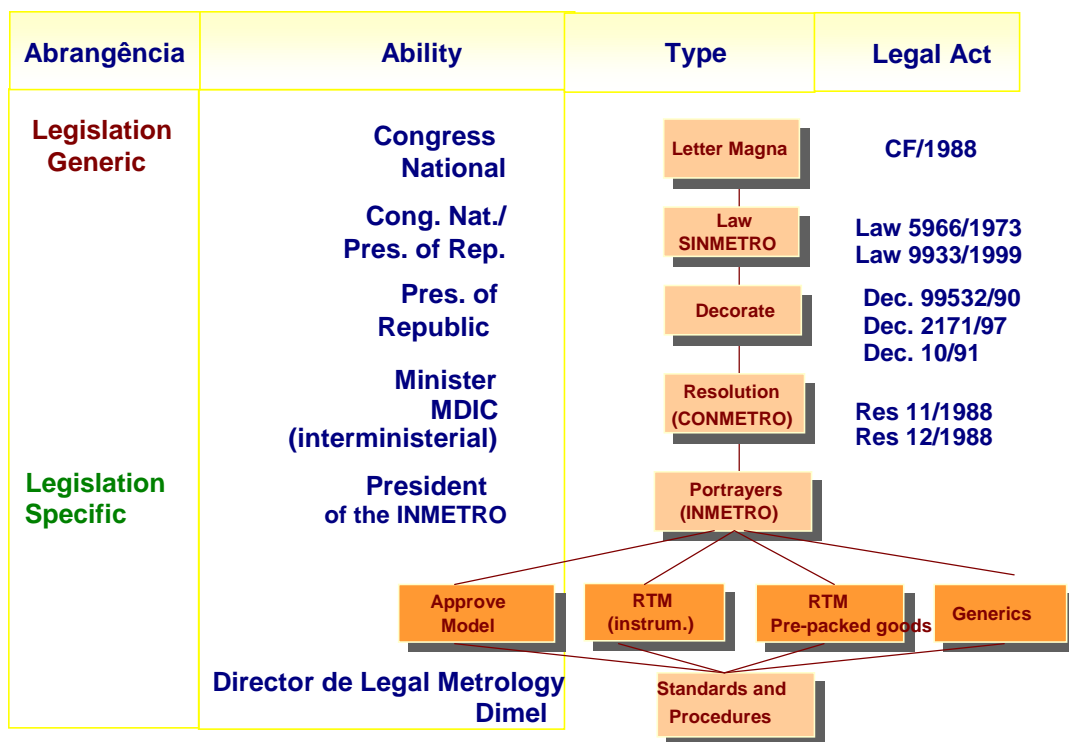 Abrangência
Ability
Type
Legal Act
Legislation
Generic
Congress
National
Letter Magna
CF/1988
Cong. Nat./
Pres. of Rep.
Law
SINMETRO
Law 5966/1973
Law 9933/1999
Pres. of
Republic
Decorate
Dec. 99532/90
Dec. 2171/97
Dec. 10/91
Minister
MDIC
(interministerial)
Resolution
(CONMETRO)
Res 11/1988
Res 12/1988
Legislation
Specific
President
of the INMETRO
Portrayers
(INMETRO)
Approve
Model
RTM
(instrum.)
RTM
Pre-packed goods
Generics
Director de Legal Metrology
Dimel
Standards and
Procedures